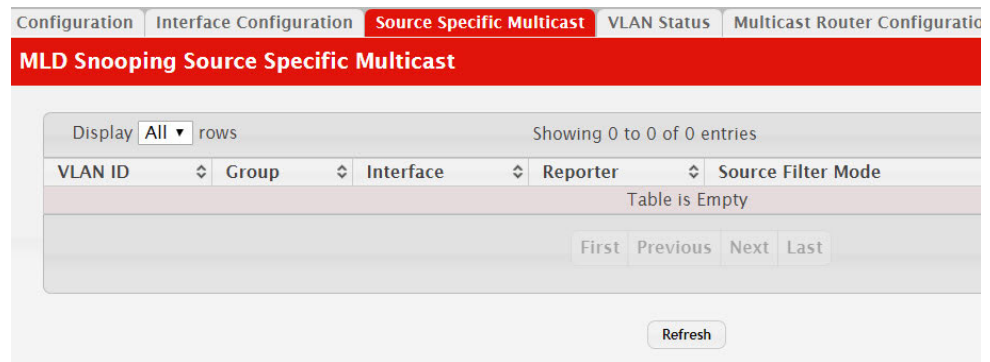 Configuration Interface Configuration Source Specific Multicast VLAN Status Multicast Router Configuratio
MLD Snooping Source Specific Multicast
Display All rows Showing 0 to 0 of 0 entries
VLAN ID Group Interface Reporter Source Filter Mode
Table is Empty
First Previous Next Last
Refresh